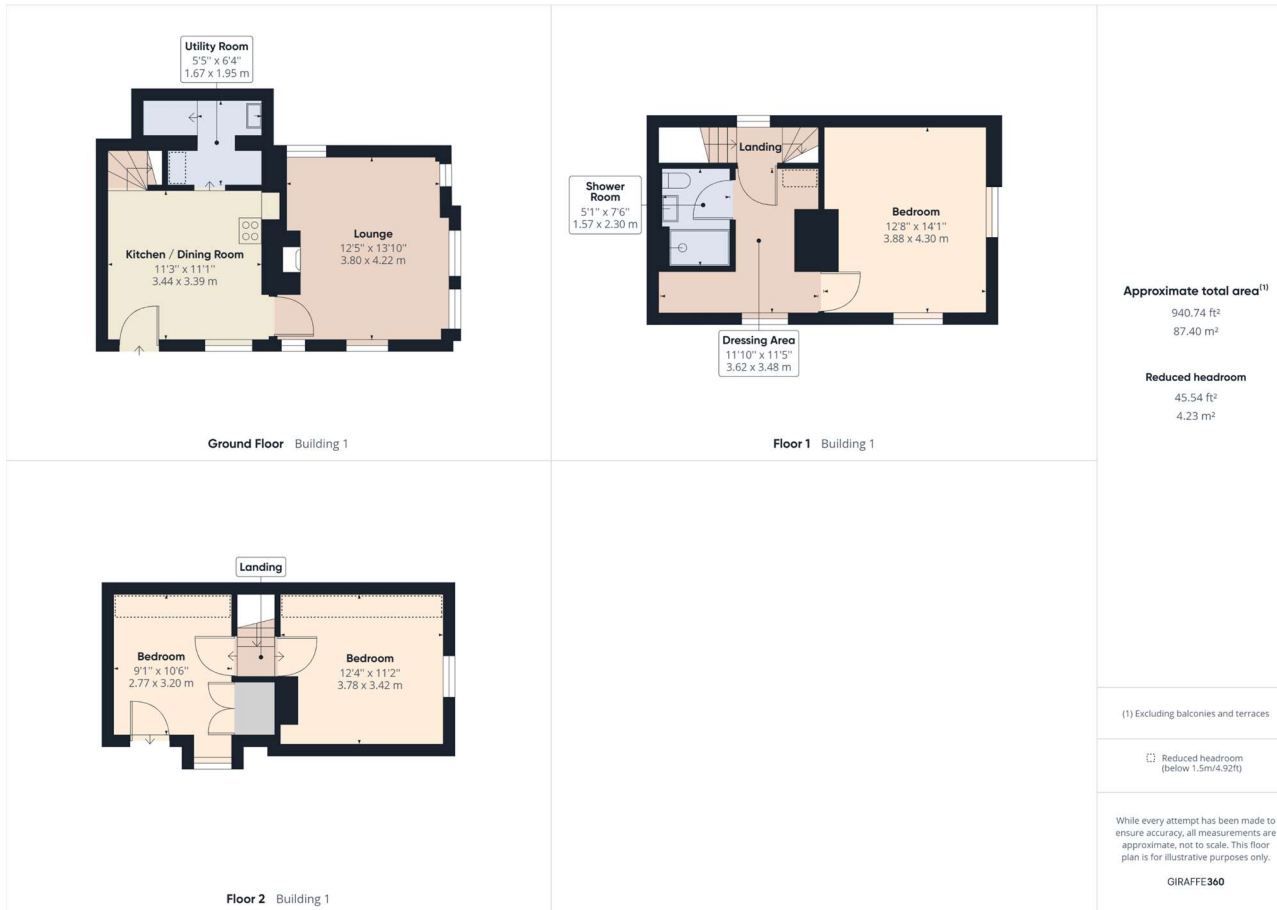 Utility Room
5'5" x 6'4"
1.67 x 1.95 m
Kitchen / Dining Room
11'3" x 11'1"
3.44 x 3.39 m
Lounge
12'5" x 13'10"
3.80 x 4.22 m
Ground Floor Building 1
Landing
Shower
Room
5'1" x 7'6"
1.57 x 2.30 m
Bedroom
12'8" x 14'1"
3.88 x 4.30 m
Dressing Area
11'10" x 11'5"
3.62 x 3.48 m
Floor 1 Building 1
Landing
Bedroom
9'1" x 10'6"
2.77 x 3.20 m
Bedroom
12'4" x 11'2"
3.78 x 3.42 m
Floor 2 Building 1
Approximate total area(1)
940.74 ft²
87.40 m²
Reduced headroom
45.54 ft²
4.23 m²
(1) Excluding balconies and terraces
Reduced headroom
(below 1.5m/4.92ft)
While every attempt has been made to
ensure accuracy, all measurements are
approximate, not to scale. This floor
plan is for illustrative purposes only.
GIRAFFE360